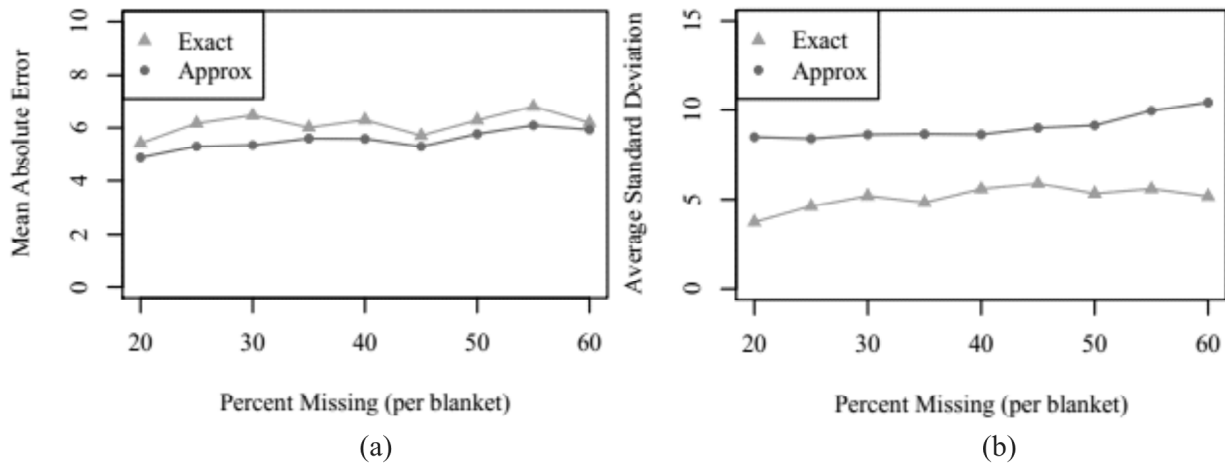 Mean Absolute Error
10
8
6
4
2
0
Exact
Approx
20 30 40 50 60
Percent Missing (per blanket)
(a)
Average Standard Deviation
15
10
5
0
Exact
Approx
20 30 40 50 60
Percent Missing (per blanket)
(b)